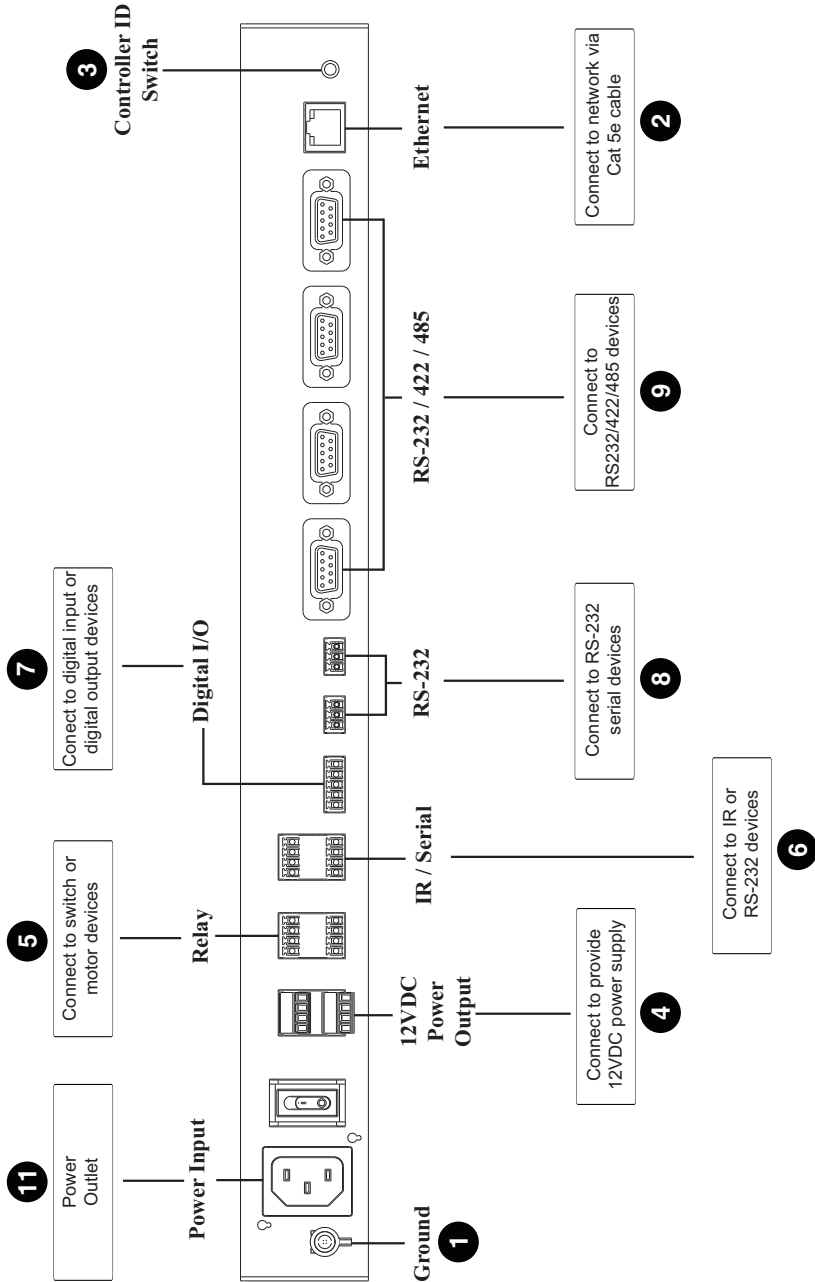 11
Power
Outlet
Power Input
5
Connect to switch or
motor devices
Relay
7
Conect to digital input or
digital output devices
Digital I/O
3
Controller ID
Switch
Ground
1
12VDC
Power
Output
Connect to provide
12VDC power supply
4
IR / Serial
Connect to IR or
RS-232 devices
6
RS-232
Connect to RS-232
serial devices
8
RS-232 / 422 / 485
Connect to
RS232/422/485 devices
9
Ethernet
Connect to network via
Cat 5e cable
2